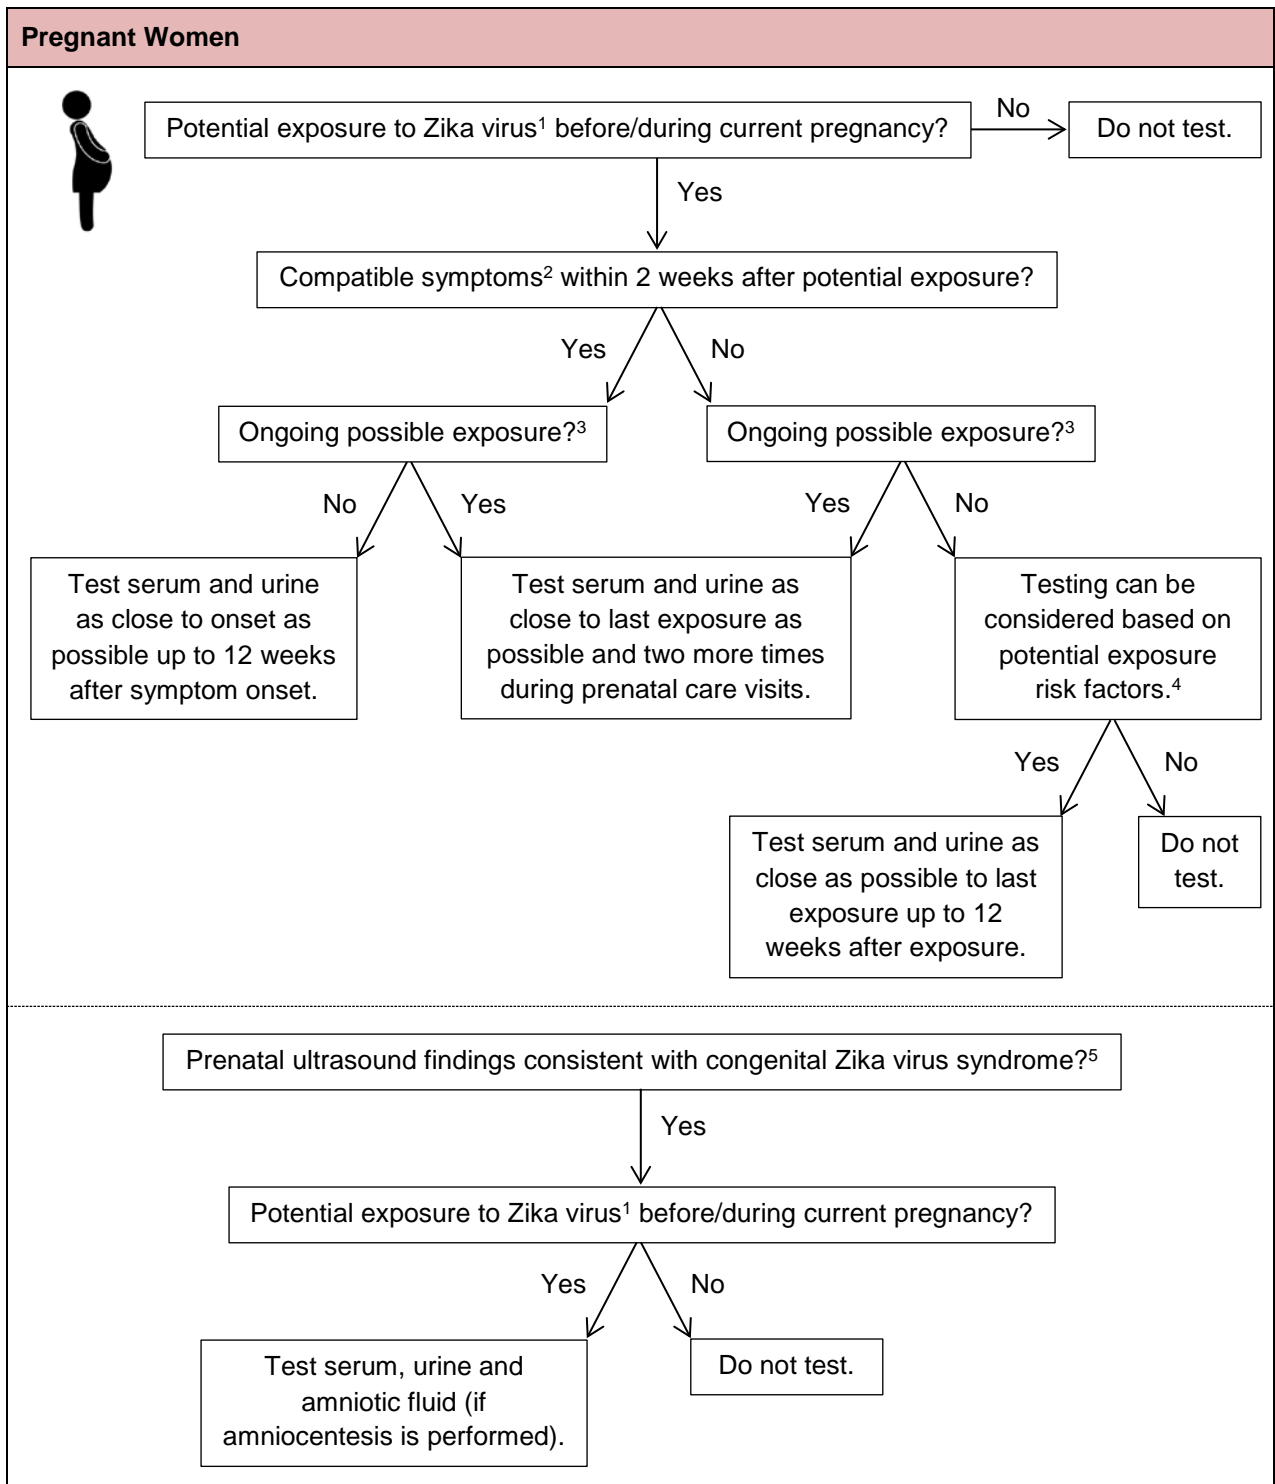 Pregnant Women
Potential exposure to Zika virus¹ before/during current pregnancy?
No
Do not test.
Yes
Compatible symptoms² within 2 weeks after potential exposure?
Yes
No
Ongoing possible exposure?³
Ongoing possible exposure?³
No
Yes
Yes
No
Test serum and urine
as close to onset as
possible up to 12 weeks
after symptom onset.
Test serum and urine as
close to last exposure as
possible and two more times
during prenatal care visits.
Testing can be
considered based on
potential exposure
risk factors.⁴
Yes
No
Test serum and urine as
close as possible to last
exposure up to 12
weeks after exposure.
Do not
test.
Prenatal ultrasound findings consistent with congenital Zika virus syndrome?⁵
Yes
Potential exposure to Zika virus¹ before/during current pregnancy?
Yes
No
Test serum, urine and
amniotic fluid (if
amniocentesis is performed).
Do not test.